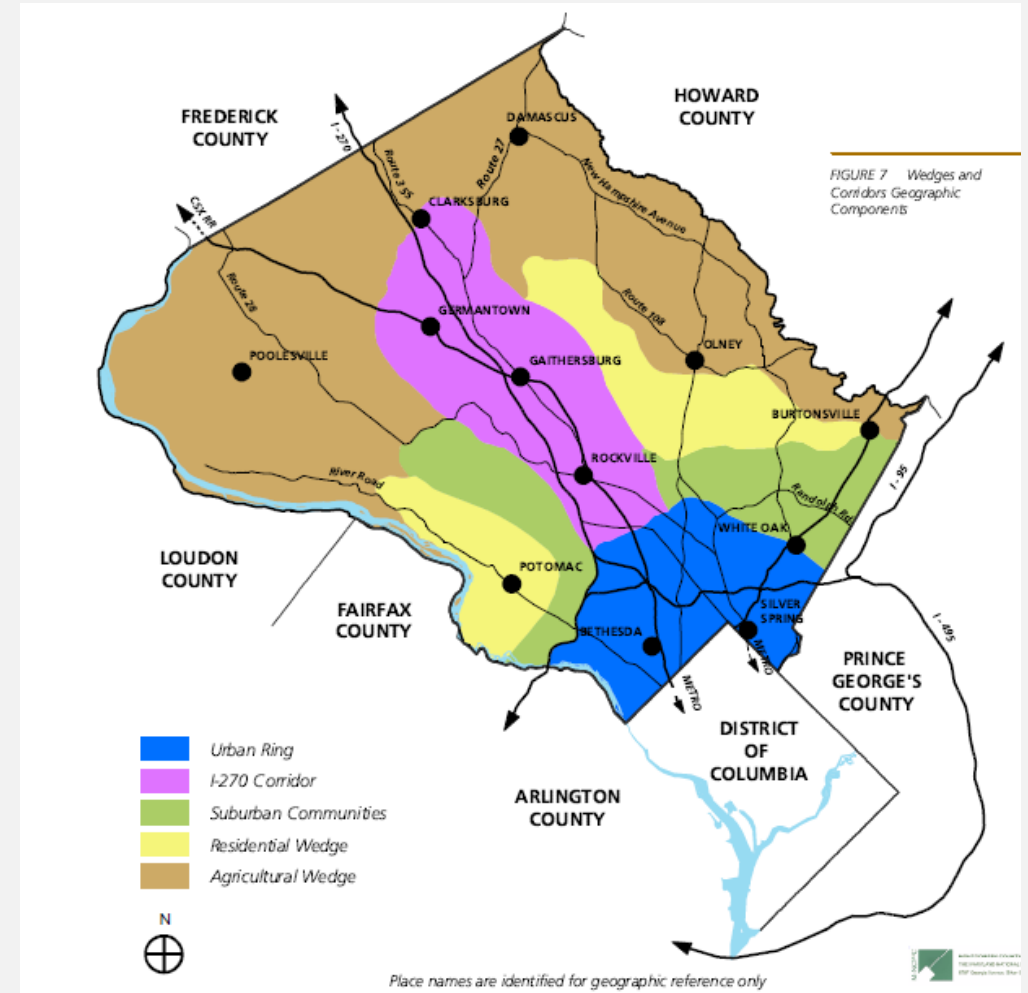 HOWARD
COUNTY
FREDERICK
COUNTY
DAMASCUS
I-270
Route 355
Route 27
New Hampshire Avenue
FIGURE 7 Wedges and
Corridors Geographic
Components
CLARKSBURG
CSX RR
Route 28
GERMANTOWN
Route 108
OLNEY
POOLESVILLE
GAITHERSBURG
BURTONSVILLE
ROCKVILLE
River Road
I-95
Randolph Rd.
WHITE OAK
LOUDON
COUNTY
POTOMAC
FAIRFAX
COUNTY
SILVER
SPRING
BETHESDA
I-495
METRO
METRO
PRINCE
GEORGE'S
COUNTY
DISTRICT
OF
COLUMBIA
ARLINGTON
COUNTY
Urban Ring
I-270 Corridor
Suburban Communities
Residential Wedge
Agricultural Wedge
N
Place names are identified for geographic reference only